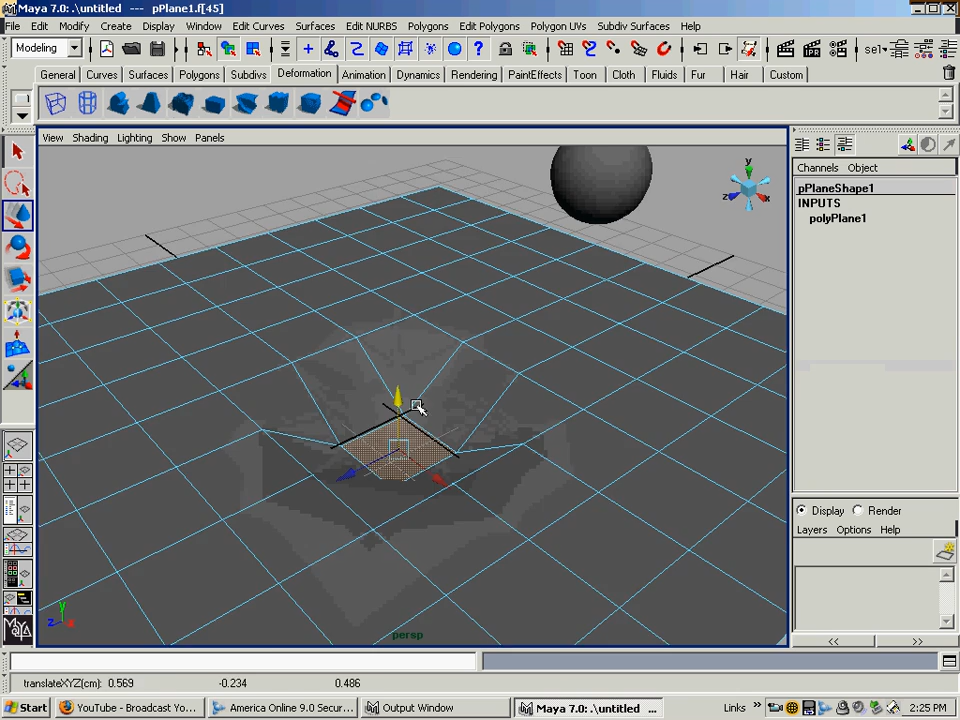 Maya 7.0: .\untitled --- pPlane1.f[45]
File Edit Modify Create Display Window Edit Curves Surfaces Edit NURBS Polygons Edit Polygons Polygon UVs Subdiv Surfaces Help
Modeling sel
General Curves Surfaces Polygons Subdivs Deformation Animation Dynamics Rendering PaintEffects Toon Cloth Fluids Fur Hair Custom
View Shading Lighting Show Panels
Channels Object
pPlaneShape1
INPUTS
polyPlane1
y
z x
Display Render
Layers Options Help
y
z x
persp
<< >>
translateXYZ(cm): 0.569 -0.234 0.486
Start YouTube - Broadcast Yo... America Online 9.0 Secur... Output Window Maya 7.0: .\untitled ... Links » 2:25 PM